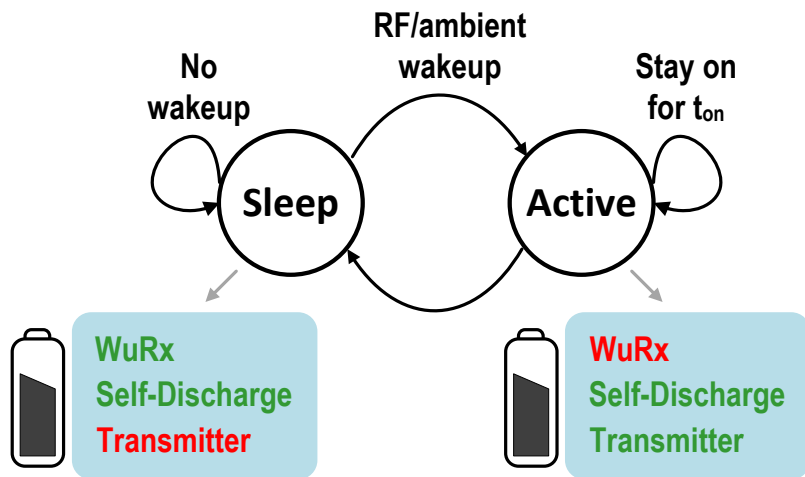 RF/ambient
wakeup
No
wakeup
Stay on
for ton
Sleep
Active
WuRx
Self-Discharge
Transmitter
WuRx
Self-Discharge
Transmitter